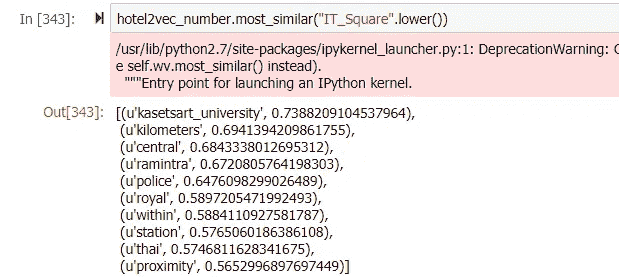 In [343]: hotel2vec_number.most_similar("IT_Square".lower())
/usr/lib/python2.7/site-packages/ipykernel_launcher.py:1: DeprecationWarning: C
e self.wv.most_similar() instead).
"""Entry point for launching an IPython kernel.
Out[343]: [(u'kasetsart_university', 0.7388209104537964),
(u'kilometers', 0.6941394209861755),
(u'central', 0.6843338012695312),
(u'ramintra', 0.6720805764198303),
(u'police', 0.6476098299026489),
(u'royal', 0.5897205471992493),
(u'within', 0.5884110927581787),
(u'station', 0.5765060186386108),
(u'thai', 0.5746811628341675),
(u'proximity', 0.5652996897697449)]